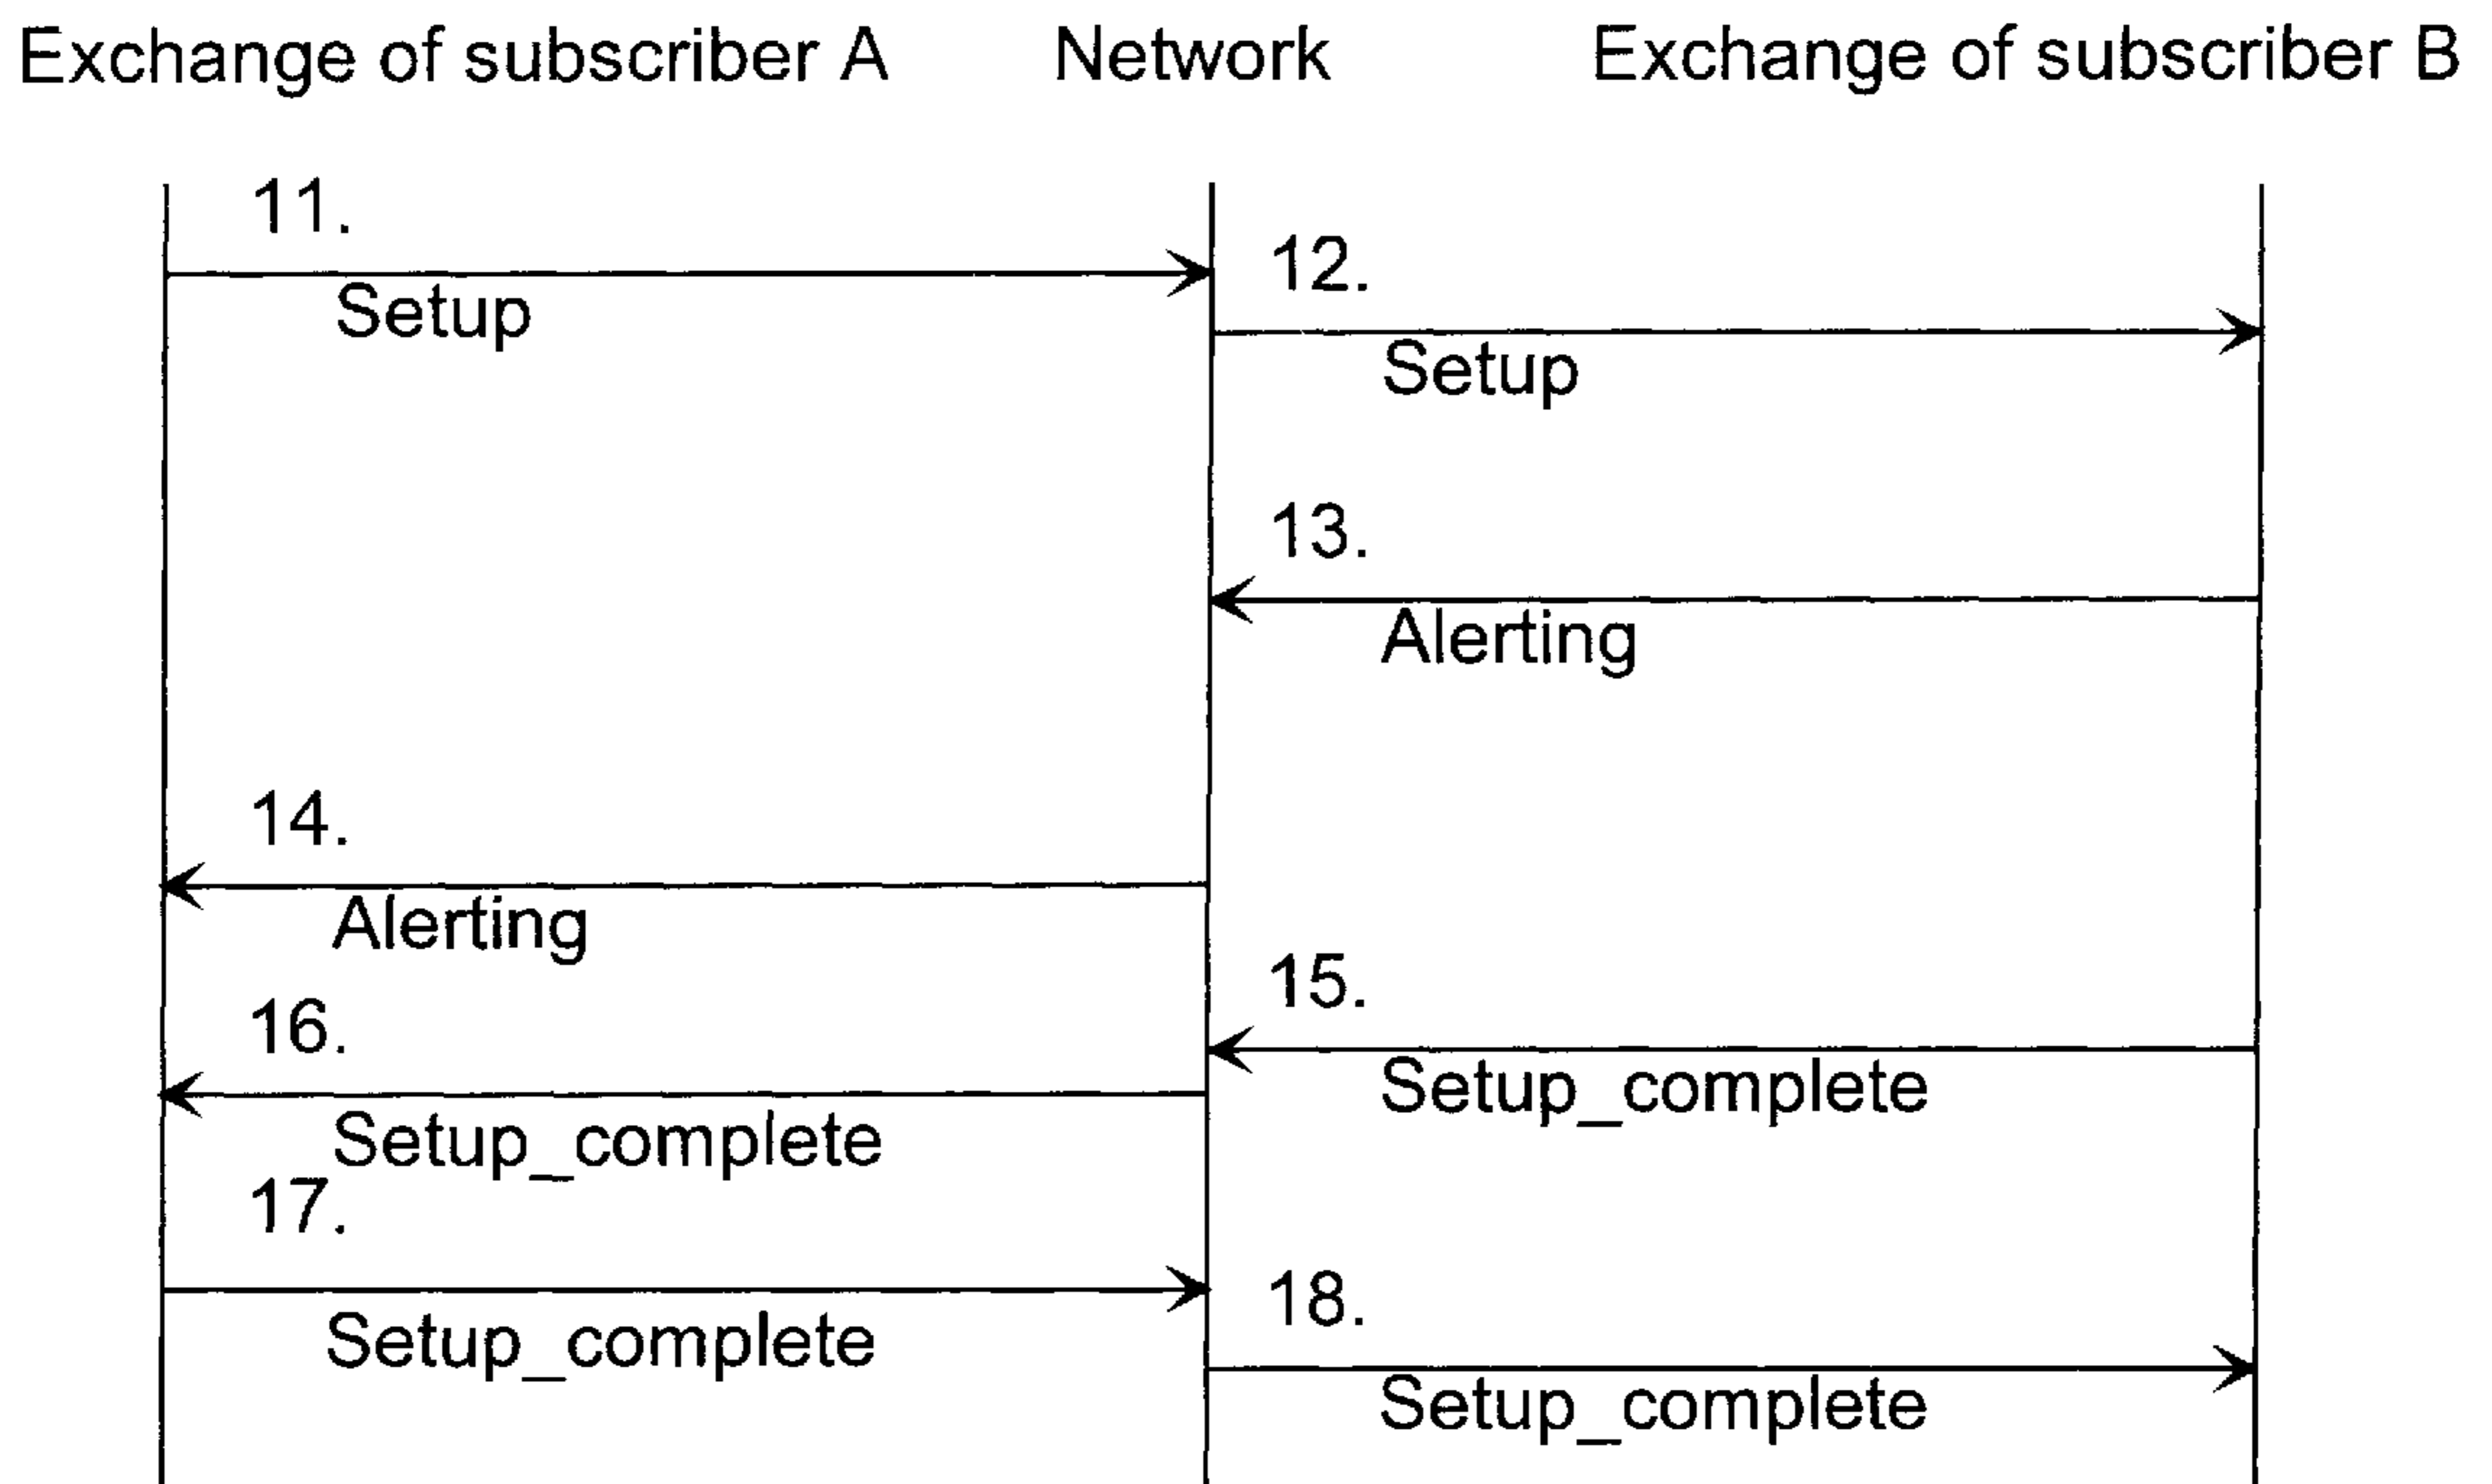 Exchange of subscriber A
Network
Exchange of subscriber B
11.
Setup
12.
Setup
13.
Alerting
14.
Alerting
15.
Setup_complete
16.
Setup_complete
17.
Setup_complete
18.
Setup_complete